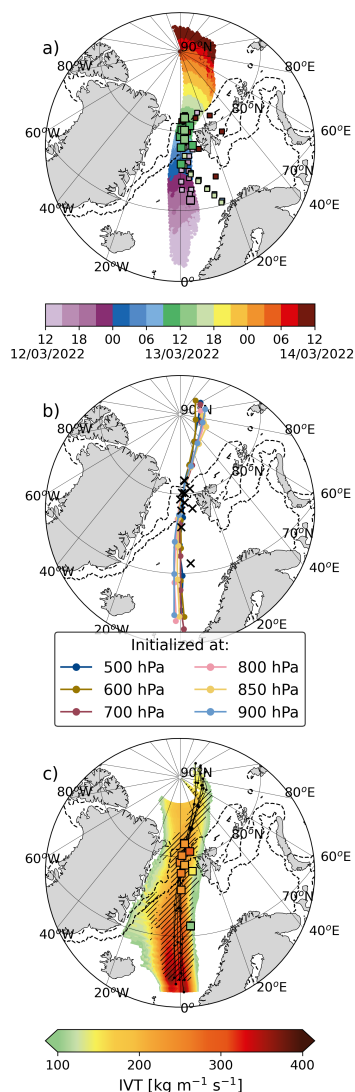 a)
90°N
80°W
80°E
60°W
80°N
60°E
70°N
50°N
40°W
40°E
20°W
20°E
0°
12 18 00 06 12 18 00 06 12
12/03/2022 13/03/2022 14/03/2022
b)
90°N
80°W
80°E
60°W
80°N
60°E
70°N
40°W
40°E
20°W
20°E
Initialized at:
500 hPa 800 hPa
600 hPa 850 hPa
700 hPa 900 hPa
c)
90°N
80°W
80°E
60°W
80°N
60°E
70°N
40°W
40°E
20°W
20°E
0°
100 200 300 400
IVT [kg m⁻¹ s⁻¹]